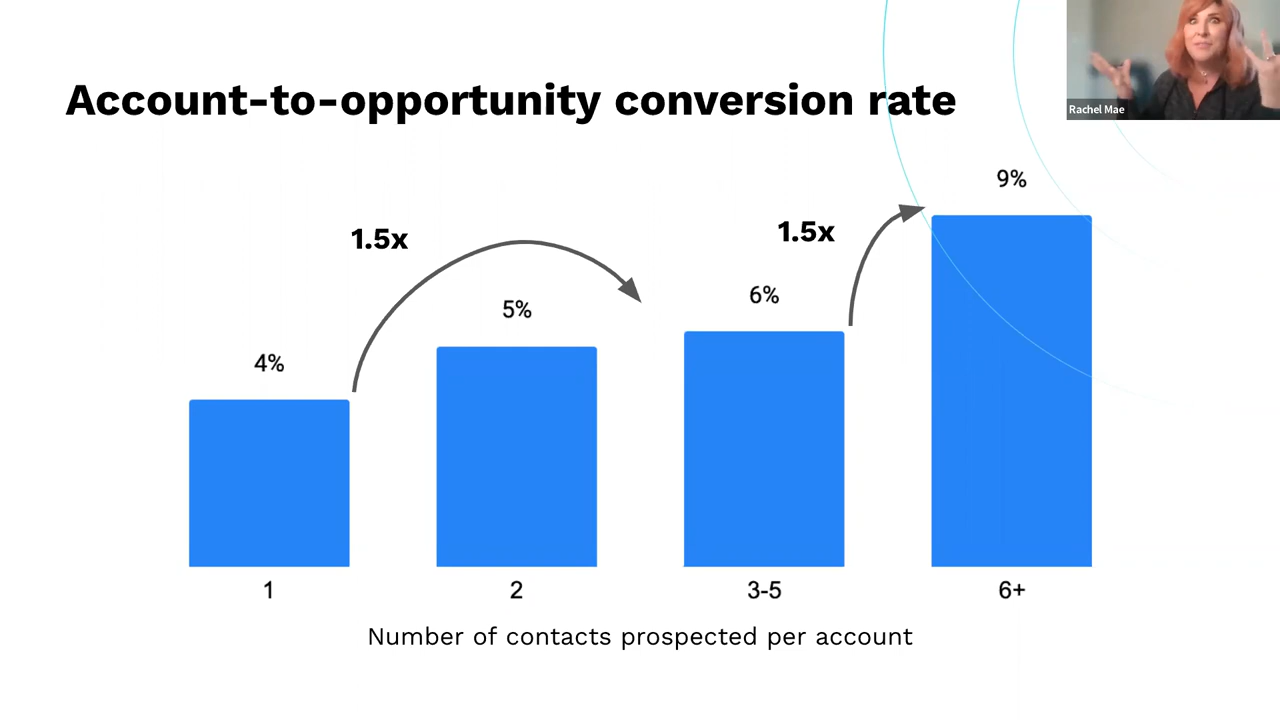 Account-to-opportunity conversion rate
Rachel Mae
9%
1.5x
1.5x
6%
5%
4%
1
2
3-5
6+
Number of contacts prospected per account